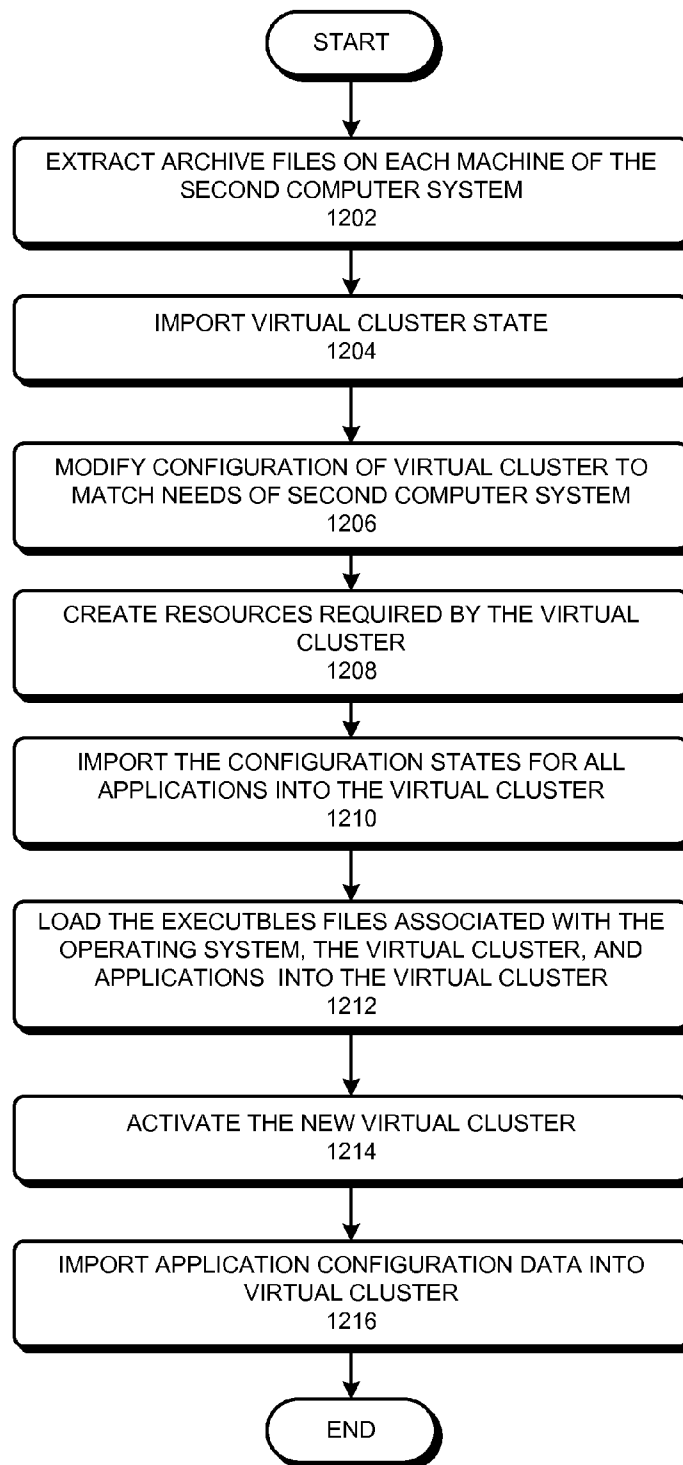 START
EXTRACT ARCHIVE FILES ON EACH MACHINE OF THE
SECOND COMPUTER SYSTEM
1202
IMPORT VIRTUAL CLUSTER STATE
1204
MODIFY CONFIGURATION OF VIRTUAL CLUSTER TO
MATCH NEEDS OF SECOND COMPUTER SYSTEM
1206
CREATE RESOURCES REQUIRED BY THE VIRTUAL
CLUSTER
1208
IMPORT THE CONFIGURATION STATES FOR ALL
APPLICATIONS INTO THE VIRTUAL CLUSTER
1210
LOAD THE EXECUTBLES FILES ASSOCIATED WITH THE
OPERATING SYSTEM, THE VIRTUAL CLUSTER, AND
APPLICATIONS INTO THE VIRTUAL CLUSTER
1212
ACTIVATE THE NEW VIRTUAL CLUSTER
1214
IMPORT APPLICATION CONFIGURATION DATA INTO
VIRTUAL CLUSTER
1216
END